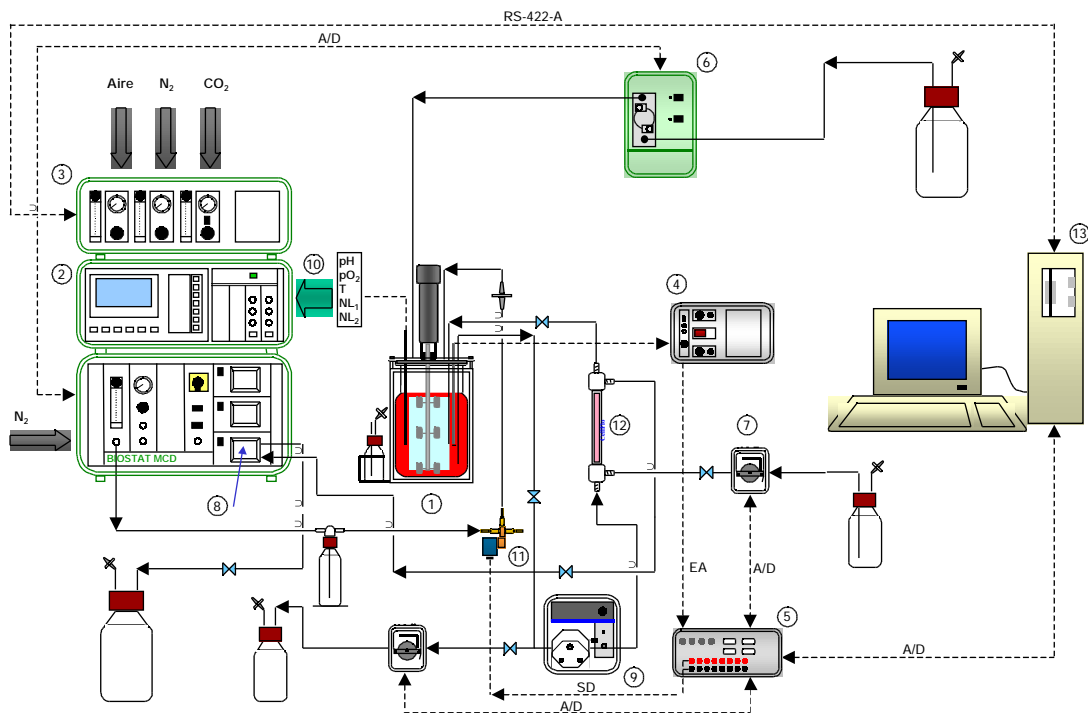 RS-422-A
A/D
6
Aire N₂ CO₂
3
13
2
10
pH
pO₂
T
NL₁
NL₂
4
N₂
12
7
BIOSTAT MCD
8
1
11
EA
A/D
5
A/D
9
SD
A/D